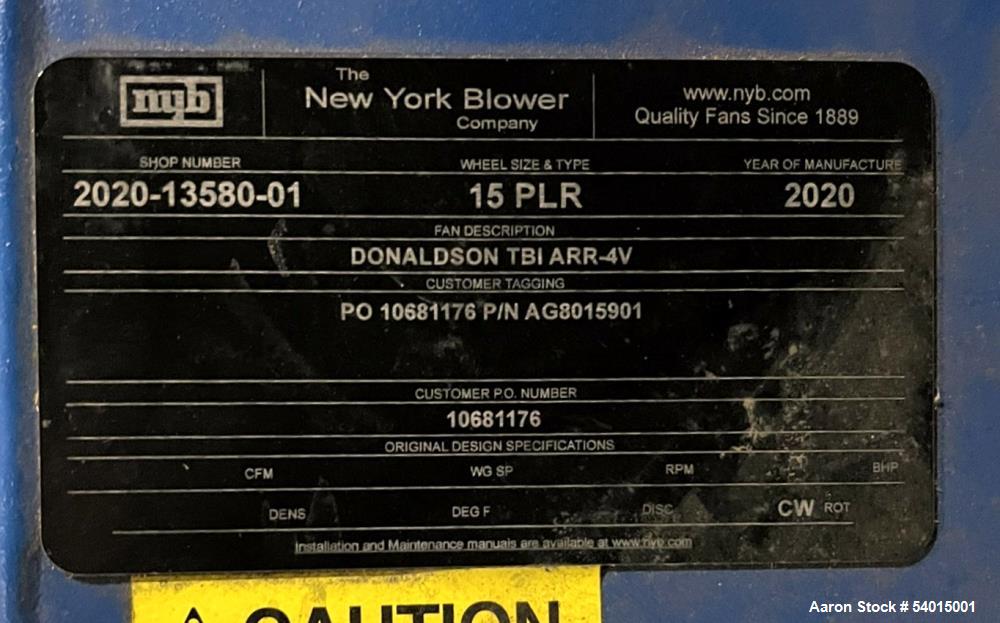 nyb
The
New York Blower
Company
www.nyb.com
Quality Fans Since 1889
SHOP NUMBER WHEEL SIZE & TYPE YEAR OF MANUFACTURE
2020-13580-01 15 PLR 2020
FAN DESCRIPTION
DONALDSON TBI ARR-4V
CUSTOMER TAGGING
PO 10681176 P/N AG8015901
CUSTOMER P.O. NUMBER
10681176
ORIGINAL DESIGN SPECIFICATIONS
CFM WG SP RPM BHP
DENS DEG F DISC CW ROT
Installation and Maintenance manuals are available at www.nyb.com
⚠ CAUTION
Aaron Stock # 54015001